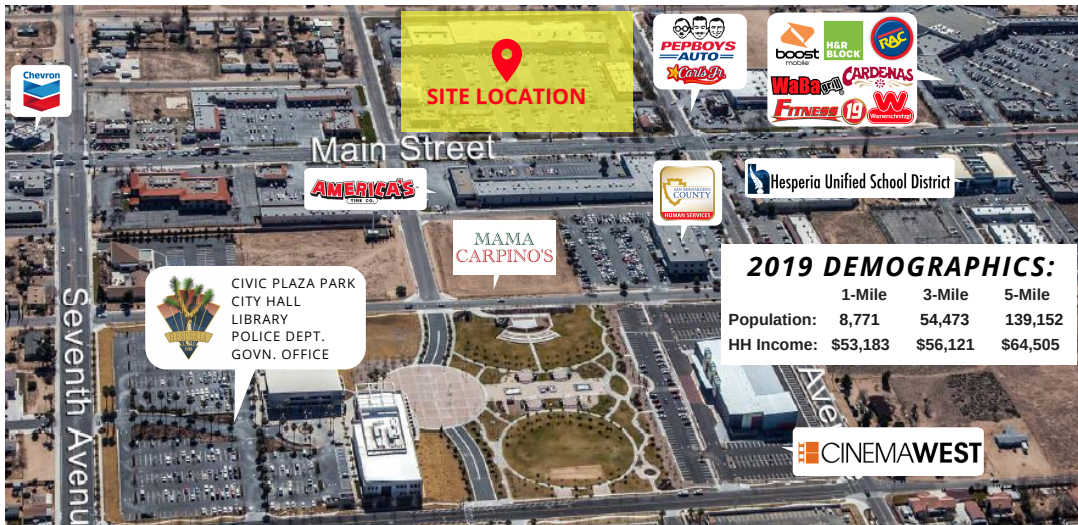 Chevron
SITE LOCATION
PEPBOYS
AUTO
Carl's Jr.
boost
mobile
H&R
BLOCK
RAC
WaBa grill
CARDENAS
FITNESS 19
W
Wienerschnitzel
Main Street
AMERICA'S
TIRE CO.
SAN BERNARDINO
COUNTY
HUMAN SERVICES
Hesperia Unified School District
MAMA
CARPINO'S
CIVIC PLAZA PARK
CITY HALL
LIBRARY
POLICE DEPT.
GOVN. OFFICE
2019 DEMOGRAPHICS:
1-Mile 3-Mile 5-Mile
Population: 8,771 54,473 139,152
HH Income: $53,183 $56,121 $64,505
Seventh Avenu
Ave
CINEMAWEST